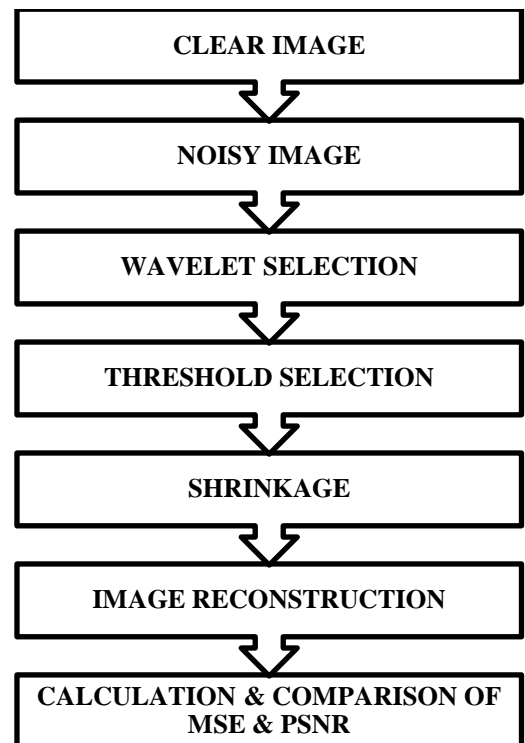 CLEAR IMAGE
NOISY IMAGE
WAVELET SELECTION
THRESHOLD SELECTION
SHRINKAGE
IMAGE RECONSTRUCTION
CALCULATION & COMPARISON OF
MSE & PSNR